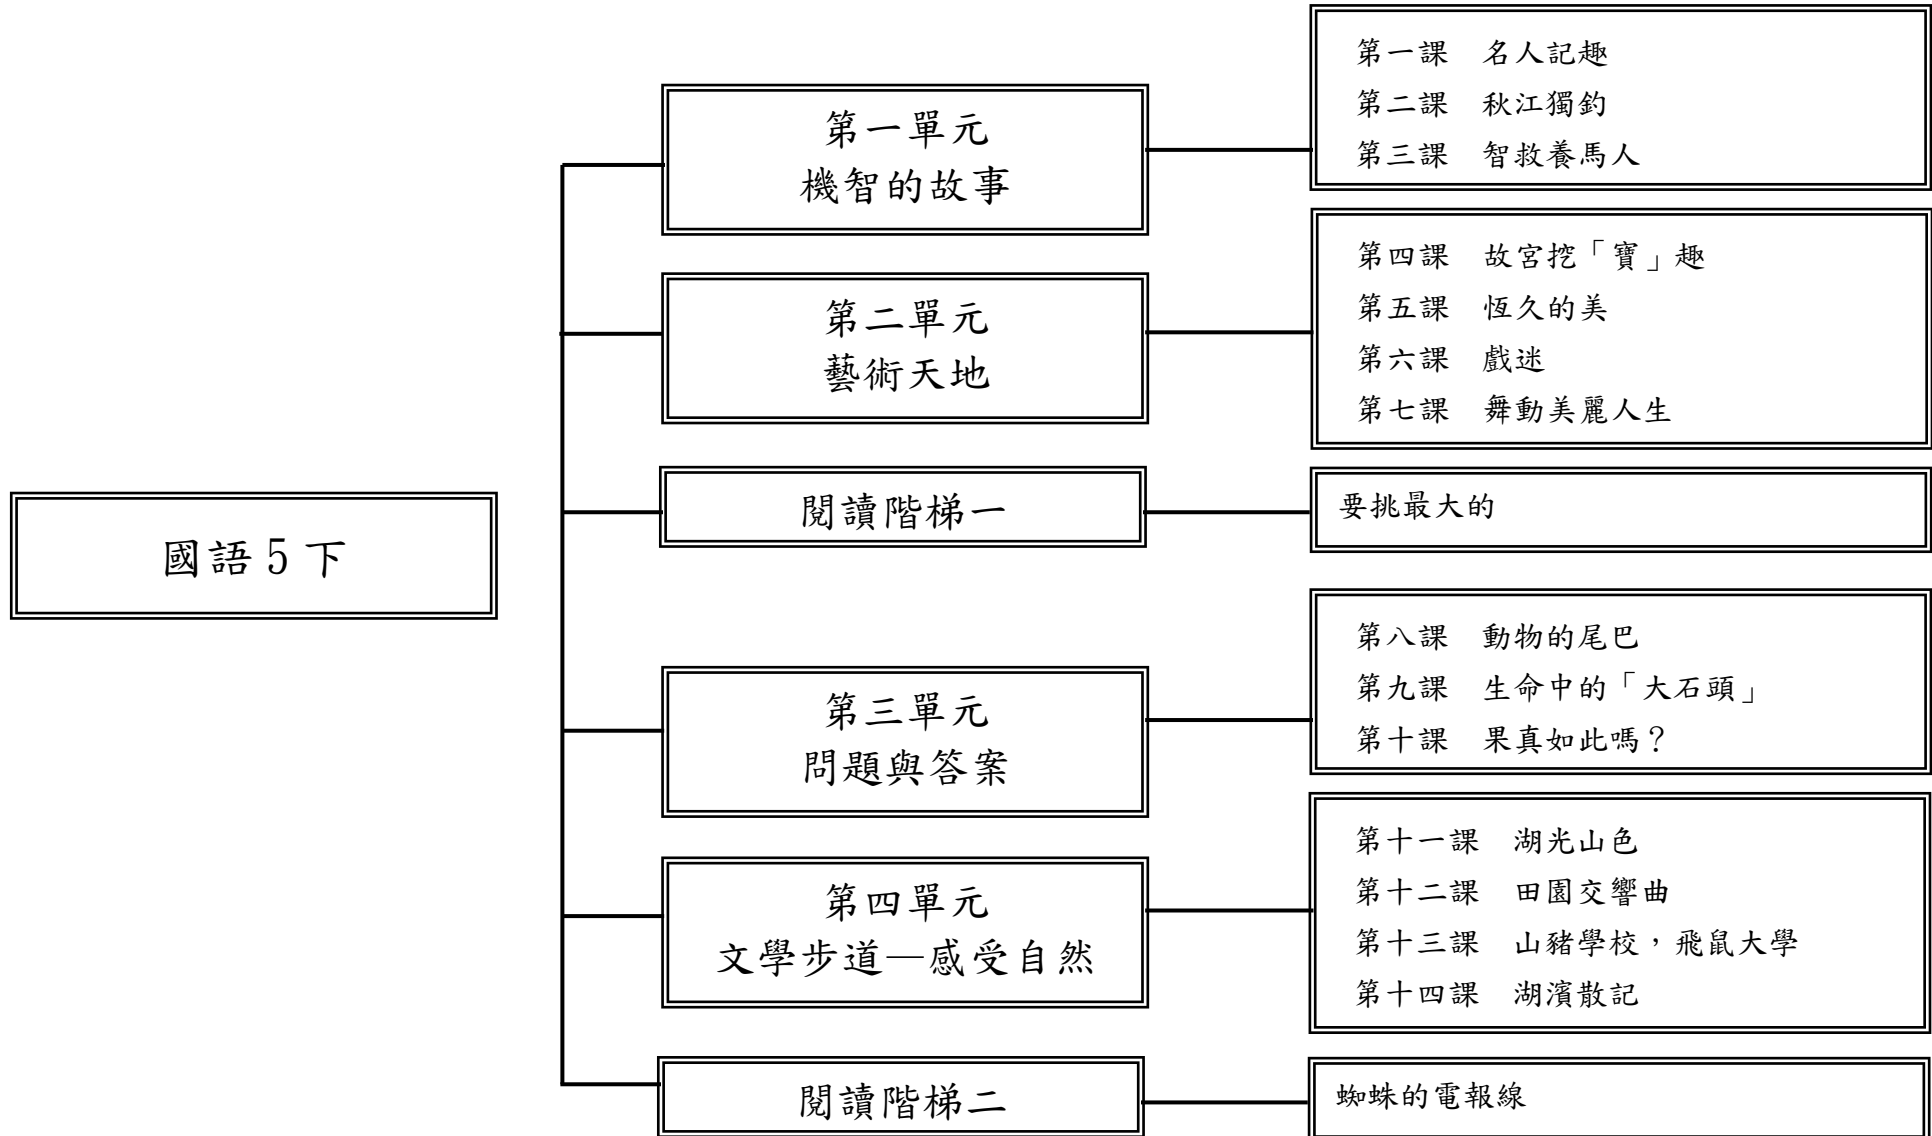 國語5下
第一單元
機智的故事
第一課　名人記趣
第二課　秋江獨釣
第三課　智救養馬人
第二單元
藝術天地
第四課　故宮挖「寶」趣
第五課　恆久的美
第六課　戲迷
第七課　舞動美麗人生
閱讀階梯一
要挑最大的
第三單元
問題與答案
第八課　動物的尾巴
第九課　生命中的「大石頭」
第十課　果真如此嗎？
第四單元
文學步道—感受自然
第十一課　湖光山色
第十二課　田園交響曲
第十三課　山豬學校，飛鼠大學
第十四課　湖濱散記
閱讀階梯二
蜘蛛的電報線